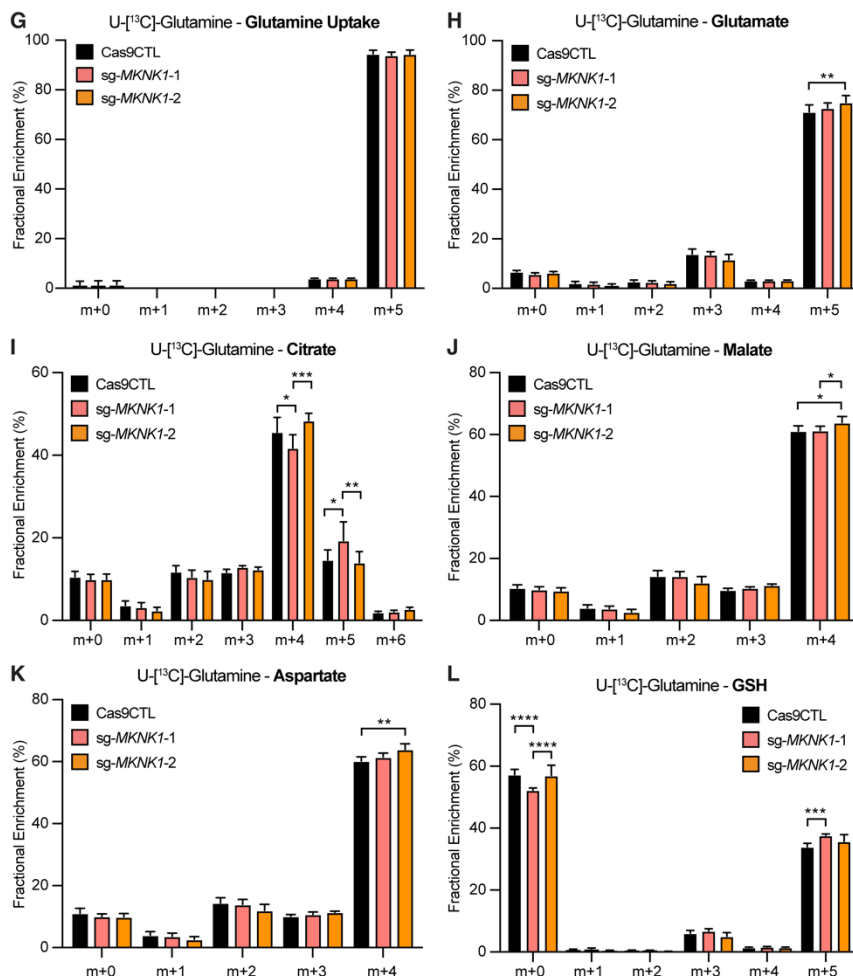 G
U-[¹³C]-Glutamine - Glutamine Uptake
Fractional Enrichment (%)
100
80
60
40
20
0
Cas9CTL
sg-MKNK1-1
sg-MKNK1-2
m+0 m+1 m+2 m+3 m+4 m+5
H
U-[¹³C]-Glutamine - Glutamate
Fractional Enrichment (%)
100
80
60
40
20
0
Cas9CTL
sg-MKNK1-1
sg-MKNK1-2
**
m+0 m+1 m+2 m+3 m+4 m+5
I
U-[¹³C]-Glutamine - Citrate
Fractional Enrichment (%)
60
40
20
0
Cas9CTL
sg-MKNK1-1
sg-MKNK1-2
***
*
**
*
m+0 m+1 m+2 m+3 m+4 m+5 m+6
J
U-[¹³C]-Glutamine - Malate
Fractional Enrichment (%)
80
60
40
20
0
Cas9CTL
sg-MKNK1-1
sg-MKNK1-2
*
*
m+0 m+1 m+2 m+3 m+4
K
U-[¹³C]-Glutamine - Aspartate
Fractional Enrichment (%)
80
60
40
20
0
Cas9CTL
sg-MKNK1-1
sg-MKNK1-2
**
m+0 m+1 m+2 m+3 m+4
L
U-[¹³C]-Glutamine - GSH
Fractional Enrichment (%)
80
60
40
20
0
Cas9CTL
sg-MKNK1-1
sg-MKNK1-2
****
****
***
m+0 m+1 m+2 m+3 m+4 m+5